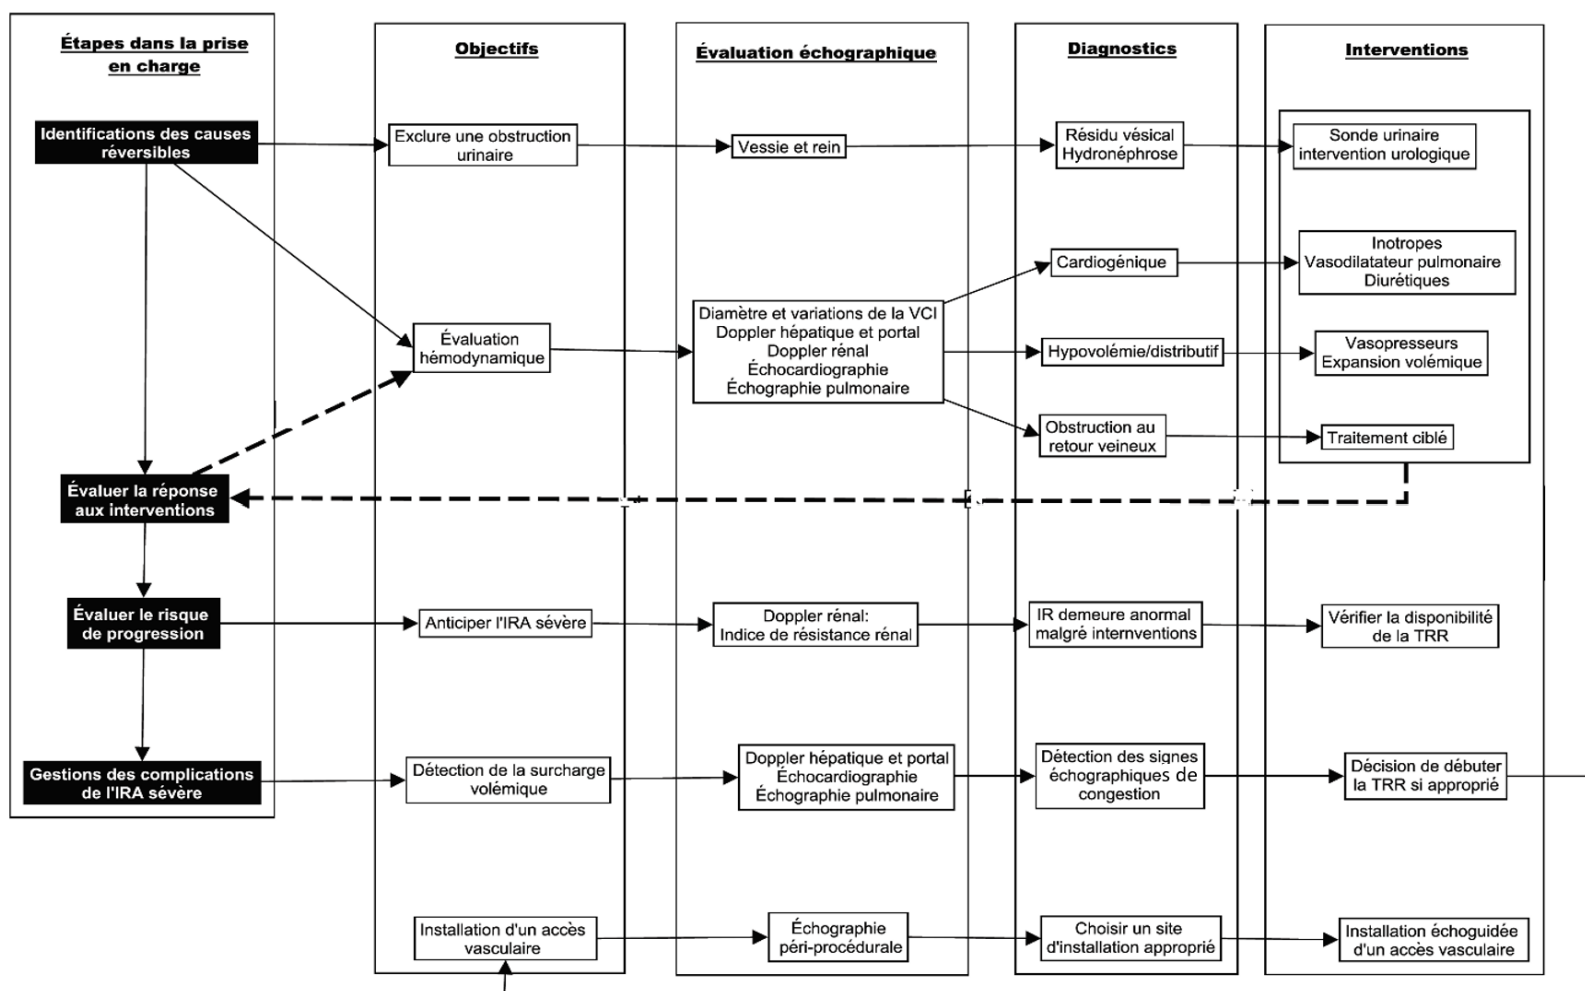 Étapes dans la prise
en charge
Objectifs
Évaluation échographique
Diagnostics
Interventions
Identifications des causes
réversibles
Exclure une obstruction
urinaire
Vessie et rein
Résidu vésical
Hydronéphrose
Sonde urinaire
intervention urologique
Évaluation
hémodynamique
Diamètre et variations de la VCI
Doppler hépatique et portal
Doppler rénal
Échocardiographie
Échographie pulmonaire
Cardiogénique
Inotropes
Vasodilatateur pulmonaire
Diurétiques
Hypovolémie/distributif
Vasopresseurs
Expansion volémique
Obstruction au
retour veineux
Traitement ciblé
Évaluer la réponse
aux interventions
Évaluer le risque
de progression
Anticiper l'IRA sévère
Doppler rénal:
Indice de résistance rénal
IR demeure anormal
malgré internventions
Vérifier la disponibilité
de la TRR
Gestions des complications
de l'IRA sévère
Détection de la surcharge
volémique
Doppler hépatique et portal
Échocardiographie
Échographie pulmonaire
Détection des signes
échographiques de
congestion
Décision de débuter
la TRR si approprié
Installation d'un accès
vasculaire
Échographie
péri-procédurale
Choisir un site
d'installation approprié
Installation échoguidée
d'un accès vasculaire